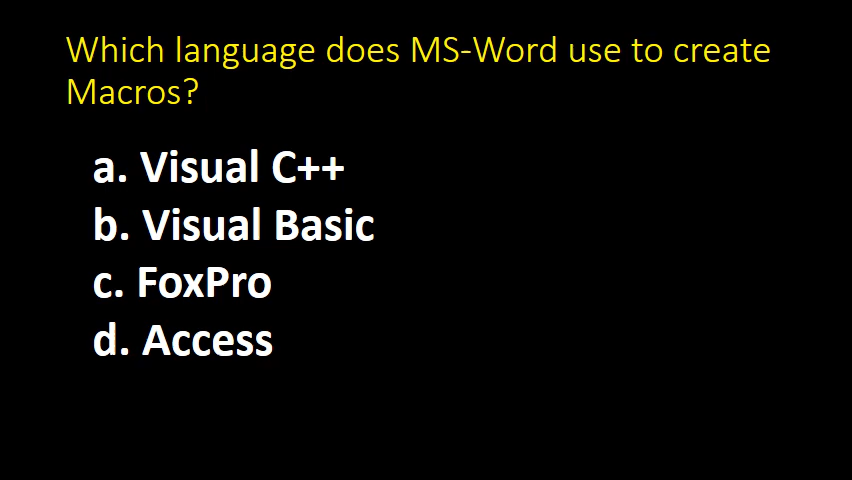 Which language does MS-Word use to create
Macros?
a. Visual C++
b. Visual Basic
c. FoxPro
d. Access